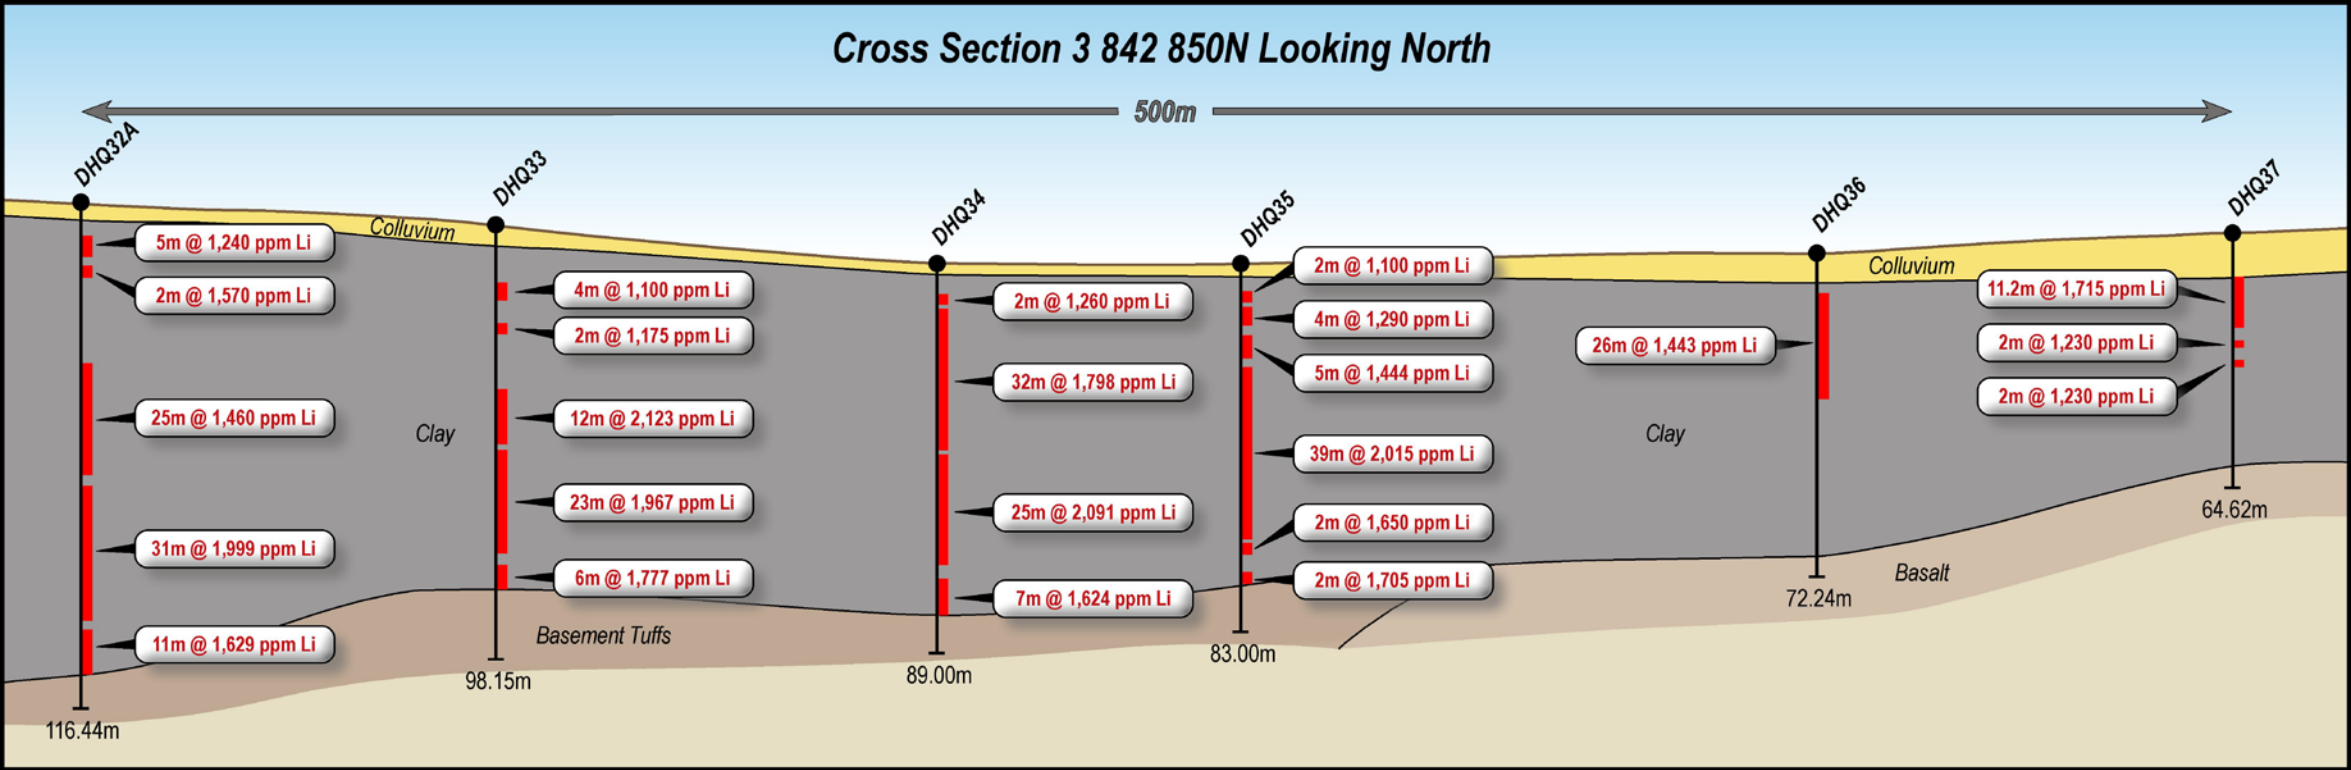 Cross Section 3 842 850N Looking North
500m
DHQ32A
DHQ33
DHQ34
DHQ35
DHQ36
DHQ37
Colluvium
Colluvium
5m @ 1,240 ppm Li
2m @ 1,570 ppm Li
25m @ 1,460 ppm Li
31m @ 1,999 ppm Li
11m @ 1,629 ppm Li
116.44m
Clay
4m @ 1,100 ppm Li
2m @ 1,175 ppm Li
12m @ 2,123 ppm Li
23m @ 1,967 ppm Li
6m @ 1,777 ppm Li
Basement Tuffs
98.15m
2m @ 1,260 ppm Li
32m @ 1,798 ppm Li
25m @ 2,091 ppm Li
7m @ 1,624 ppm Li
89.00m
2m @ 1,100 ppm Li
4m @ 1,290 ppm Li
5m @ 1,444 ppm Li
39m @ 2,015 ppm Li
2m @ 1,650 ppm Li
2m @ 1,705 ppm Li
83.00m
26m @ 1,443 ppm Li
Clay
72.24m
Basalt
11.2m @ 1,715 ppm Li
2m @ 1,230 ppm Li
2m @ 1,230 ppm Li
64.62m